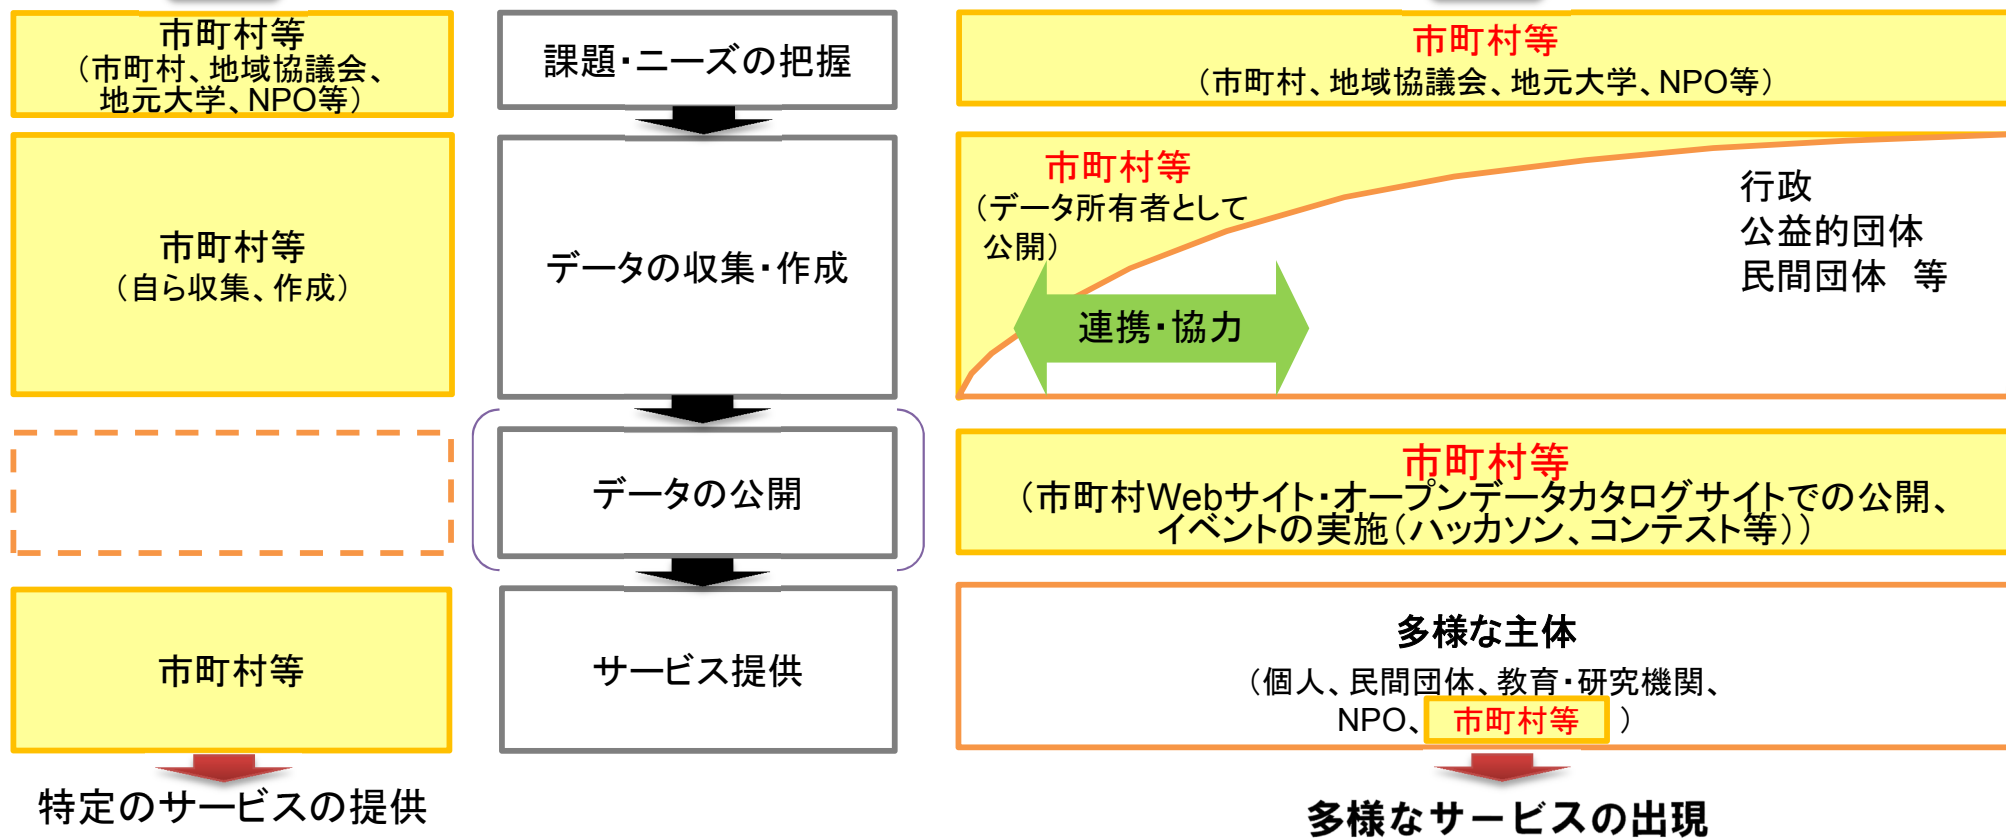 市町村等
（市町村、地域協議会、
地元大学、NPO等）
課題・ニーズの把握
市町村等
（市町村、地域協議会、地元大学、NPO等）
市町村等
（自ら収集、作成）
データの収集・作成
市町村等
（データ所有者として
公開）
連携・協力
行政
公益的団体
民間団体　等
データの公開
市町村等
（市町村Webサイト・オープンデータカタログサイトでの公開、
イベントの実施（ハッカソン、コンテスト等））
市町村等
サービス提供
多様な主体
（個人、民間団体、教育・研究機関、
NPO、市町村等）
特定のサービスの提供
多様なサービスの出現